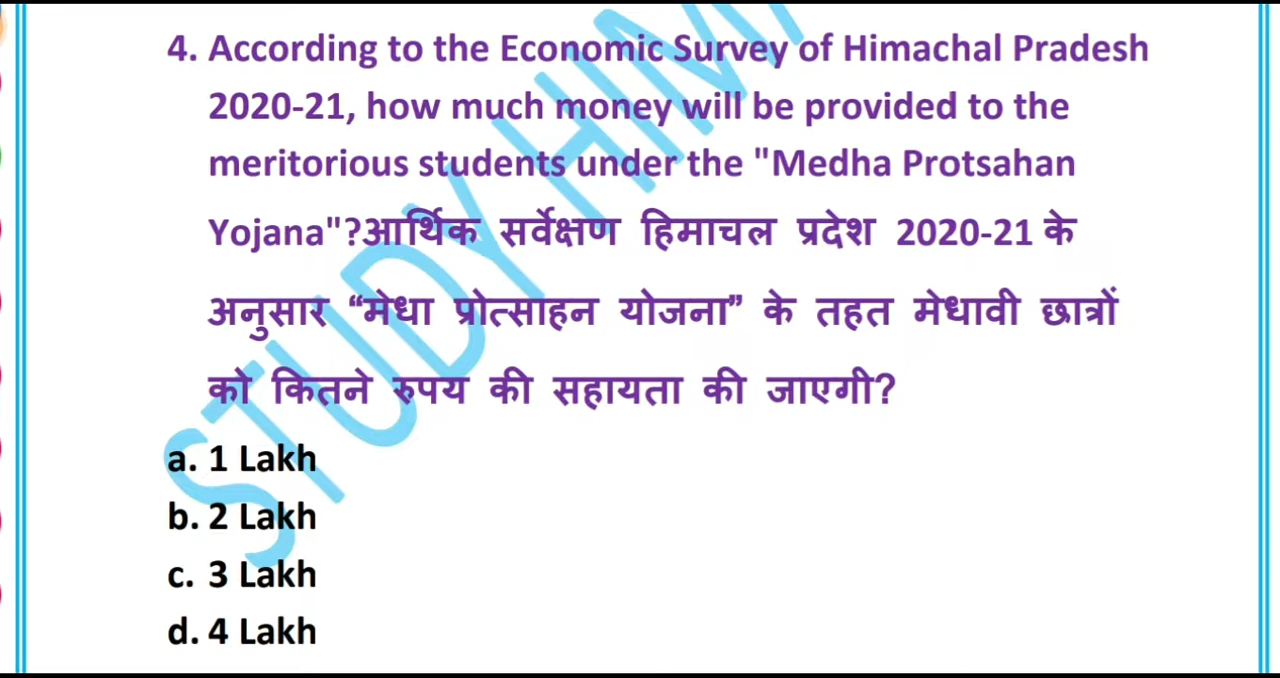 4. According to the Economic Survey of Himachal Pradesh
2020-21, how much money will be provided to the
meritorious students under the "Medha Protsahan
Yojana"?आर्थिक सर्वेक्षण हिमाचल प्रदेश 2020-21 के
अनुसार “मेधा प्रोत्साहन योजना” के तहत मेधावी छात्रों
को कितने रुपय की सहायता की जाएगी?
a. 1 Lakh
b. 2 Lakh
c. 3 Lakh
d. 4 Lakh
STUDY HIM